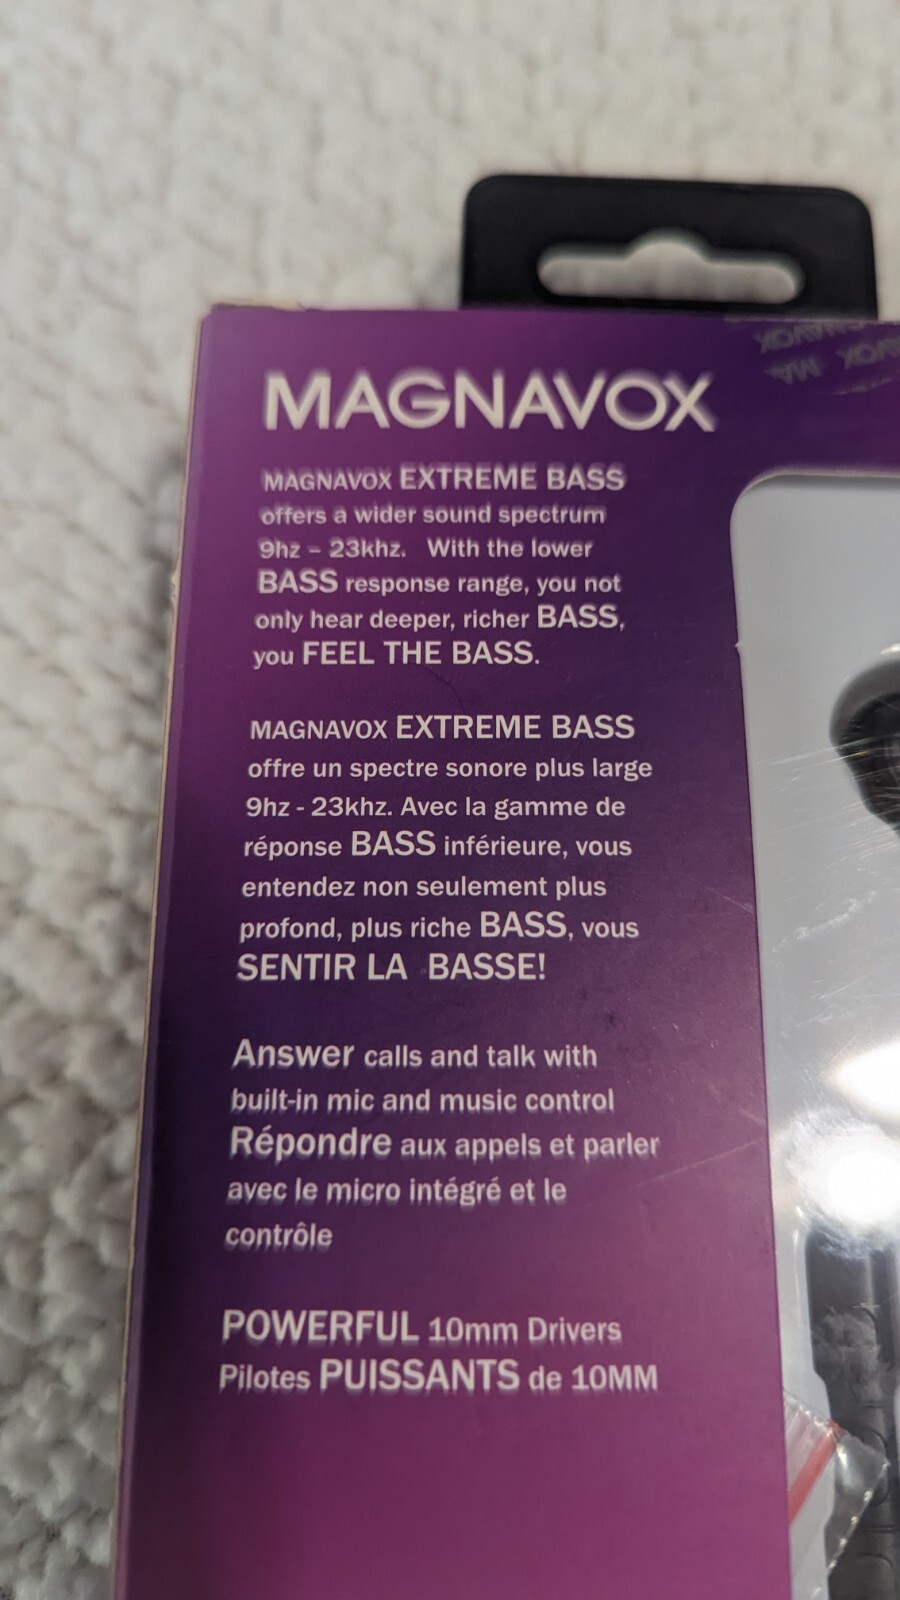 MAGNAVOX
MAGNAVOX EXTREME BASS
offers a wider sound spectrum
9hz – 23khz. With the lower
BASS response range, you not
only hear deeper, richer BASS,
you FEEL THE BASS.
MAGNAVOX EXTREME BASS
offre un spectre sonore plus large
9hz - 23khz. Avec la gamme de
réponse BASS inférieure, vous
entendez non seulement plus
profond, plus riche BASS, vous
SENTIR LA BASSE!
Answer calls and talk with
built-in mic and music control
Répondre aux appels et parler
avec le micro intégré et le
contrôle
POWERFUL 10mm Drivers
Pilotes PUISSANTS de 10MM